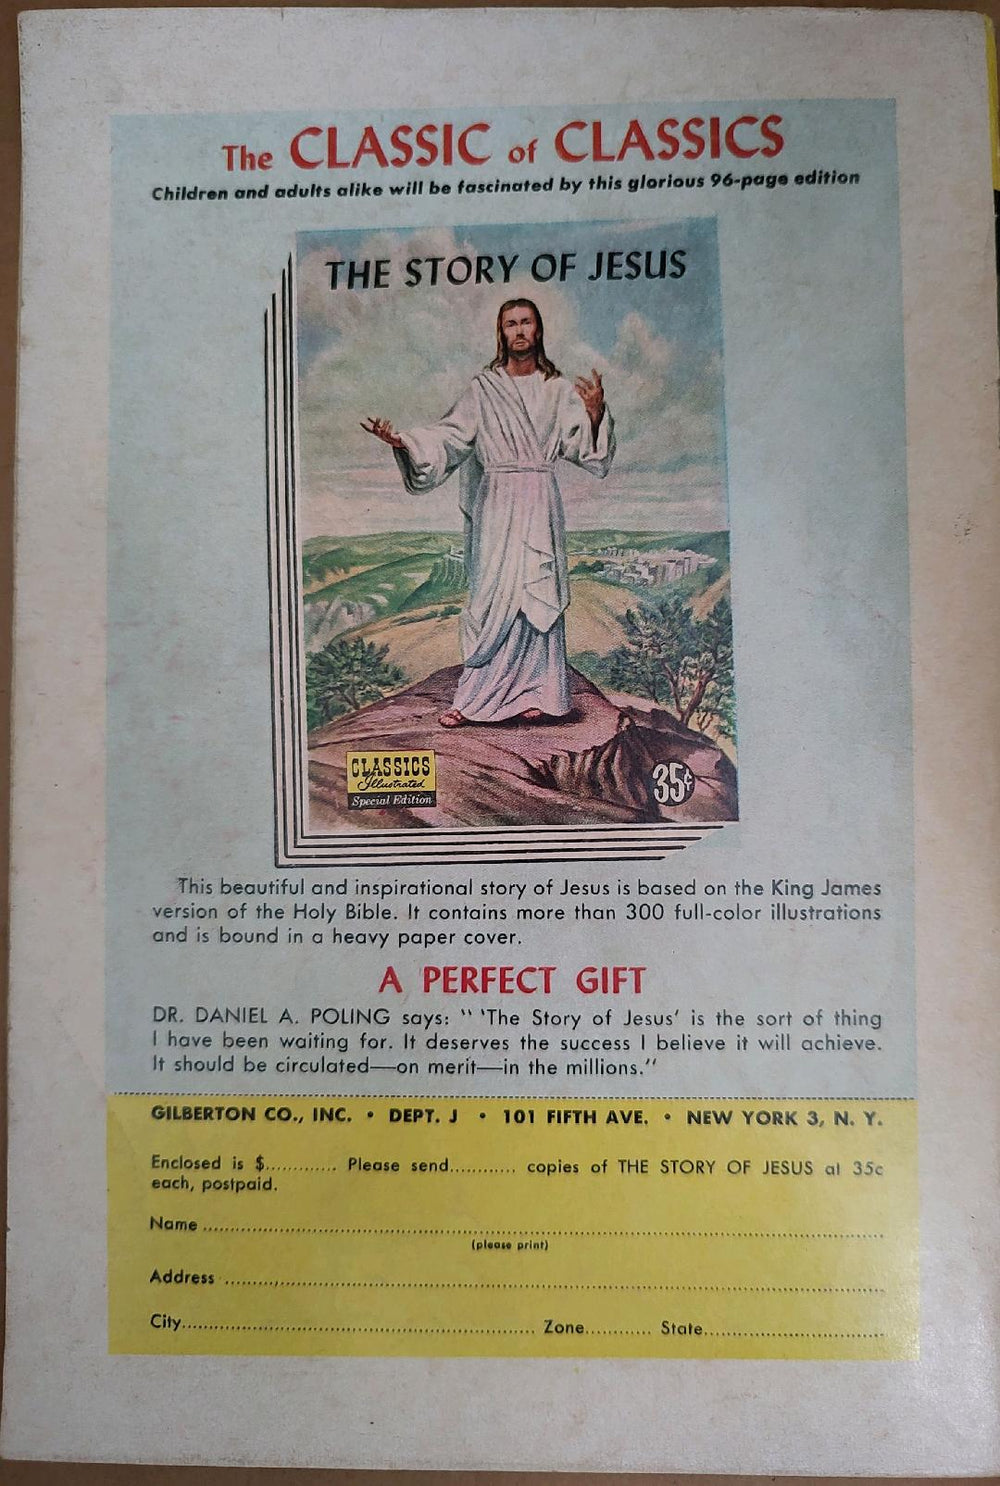 The CLASSIC of CLASSICS
Children and adults alike will be fascinated by this glorious 96-page edition
THE STORY OF JESUS
CLASSICS
Illustrated
Special Edition
35¢
This beautiful and inspirational story of Jesus is based on the King James
version of the Holy Bible. It contains more than 300 full-color illustrations
and is bound in a heavy paper cover.
A PERFECT GIFT
DR. DANIEL A. POLING says: " 'The Story of Jesus' is the sort of thing
I have been waiting for. It deserves the success I believe it will achieve.
It should be circulated—on merit—in the millions."
GILBERTON CO., INC. • DEPT. J • 101 FIFTH AVE. • NEW YORK 3, N. Y.
Enclosed is $............ Please send............ copies of THE STORY OF JESUS at 35c
each, postpaid.
Name ....................................................................................
(please print)
Address ....................................................................................
City.................................................... Zone............ State................................